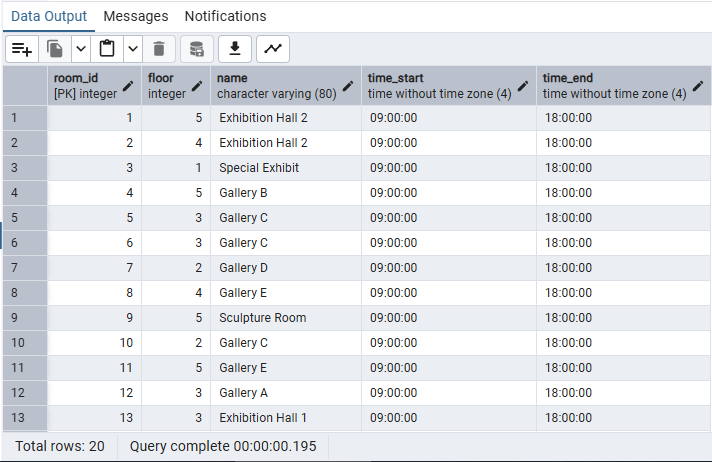 Data Output Messages Notifications
room_id floor name time_start time_end
[PK] integer integer character varying (80) time without time zone (4) time without time zone (4)
1 1 5 Exhibition Hall 2 09:00:00 18:00:00
2 2 4 Exhibition Hall 2 09:00:00 18:00:00
3 3 1 Special Exhibit 09:00:00 18:00:00
4 4 5 Gallery B 09:00:00 18:00:00
5 5 3 Gallery C 09:00:00 18:00:00
6 6 3 Gallery C 09:00:00 18:00:00
7 7 2 Gallery D 09:00:00 18:00:00
8 8 4 Gallery E 09:00:00 18:00:00
9 9 5 Sculpture Room 09:00:00 18:00:00
10 10 2 Gallery C 09:00:00 18:00:00
11 11 5 Gallery E 09:00:00 18:00:00
12 12 3 Gallery A 09:00:00 18:00:00
13 13 3 Exhibition Hall 1 09:00:00 18:00:00
Total rows: 20 Query complete 00:00:00.195